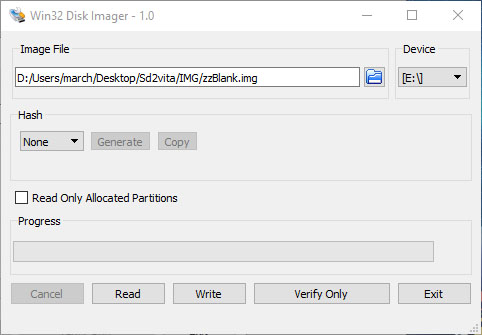 Win32 Disk Imager - 1.0
Image File
Device
D:/Users/march/Desktop/Sd2vita/IMG/zzBlank.img
[E:\]
Hash
None
Generate
Copy
Read Only Allocated Partitions
Progress
Cancel
Read
Write
Verify Only
Exit